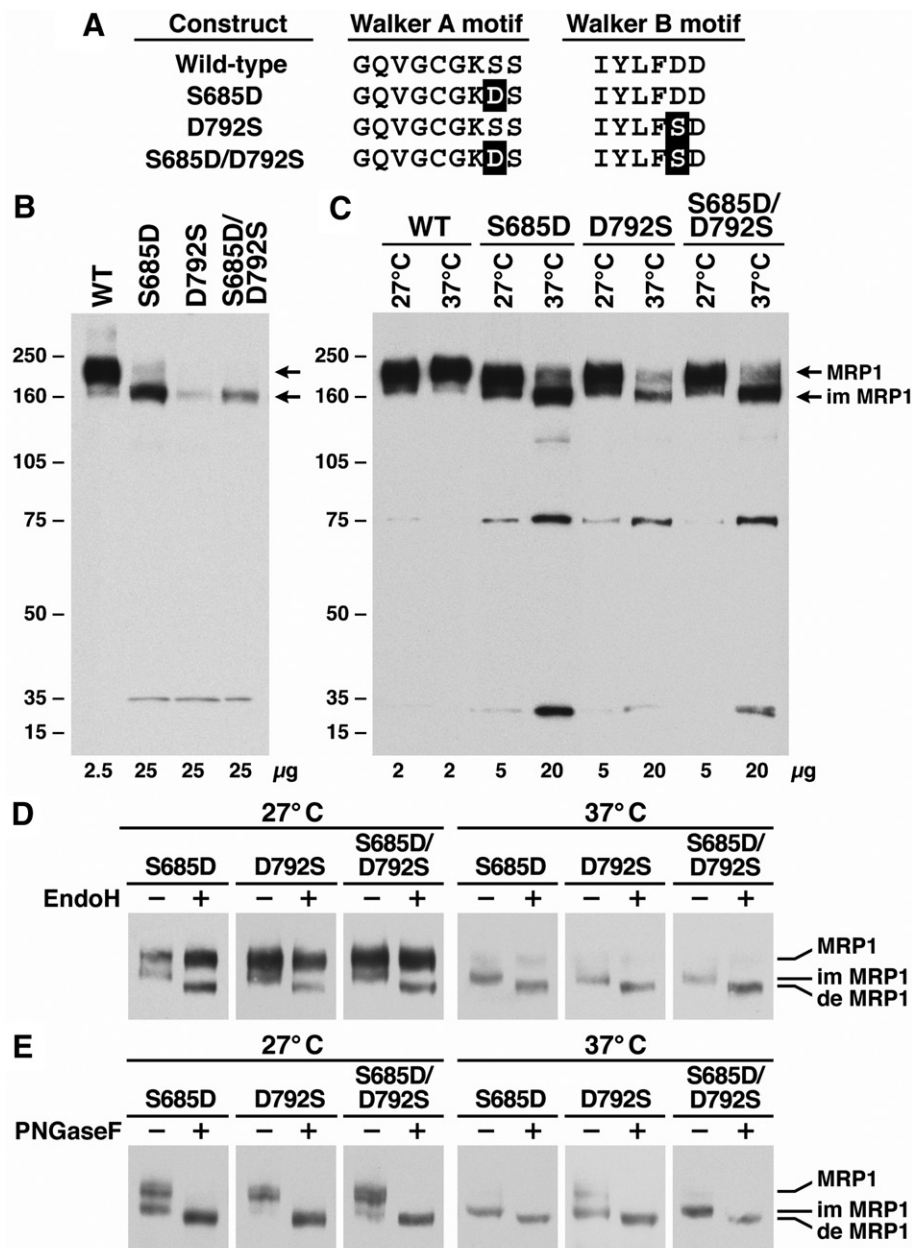 A Construct Walker A motif Walker B motif
Wild-type GQVGCGKSS IYLFDD
S685D GQVGCGKDS IYLFDD
D792S GQVGCGKSS IYLFSD
S685D/D792S GQVGCGKDS IYLFSD
B
WT S685D D792S S685D/D792S
250 –
160 –
105 –
75 –
50 –
35 –
15 –
2.5 25 25 25 µg
C
WT S685D D792S S685D/D792S
27°C 37°C 27°C 37°C 27°C 37°C 27°C 37°C
250 –
160 –
105 –
75 –
50 –
35 –
15 –
MRP1
im MRP1
2 2 5 20 5 20 5 20 µg
D
27° C 37° C
S685D D792S S685D/D792S S685D D792S S685D/D792S
EndoH – + – + – + – + – + – +
MRP1
im MRP1
de MRP1
E
27° C 37° C
S685D D792S S685D/D792S S685D D792S S685D/D792S
PNGaseF – + – + – + – + – + – +
MRP1
im MRP1
de MRP1